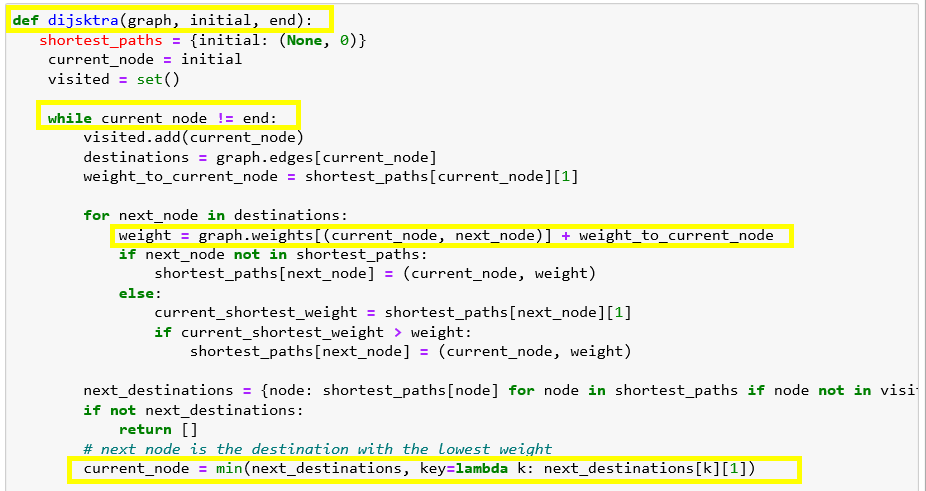 def dijsktra(graph, initial, end):
shortest_paths = {initial: (None, 0)}
current_node = initial
visited = set()
while current node != end:
visited.add(current_node)
destinations = graph.edges[current_node]
weight_to_current_node = shortest_paths[current_node][1]
for next_node in destinations:
weight = graph.weights[(current_node, next_node)] + weight_to_current_node
if next_node not in shortest_paths:
shortest_paths[next_node] = (current_node, weight)
else:
current_shortest_weight = shortest_paths[next_node][1]
if current_shortest_weight > weight:
shortest_paths[next_node] = (current_node, weight)
next_destinations = {node: shortest_paths[node] for node in shortest_paths if node not in visi
if not next_destinations:
return []
# next node is the destination with the lowest weight
current_node = min(next_destinations, key=lambda k: next_destinations[k][1])